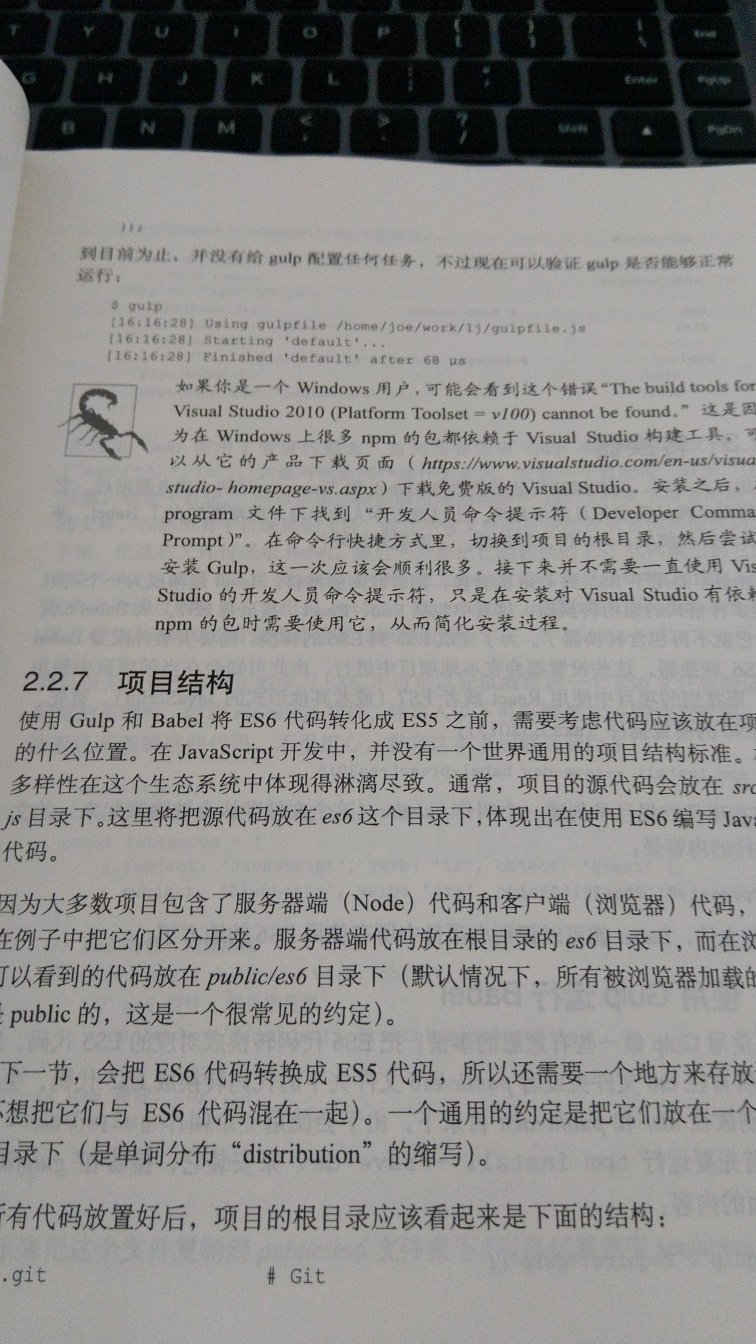 T Y U I O P { } | End
G H J K L : " Enter PgUp
B N M < > ? Shift ▲ PgDn
});
到目前为止，并没有给 gulp 配置任何任务，不过现在可以验证 gulp 是否能够正常
运行：
$ gulp
[16:16:28] Using gulpfile /home/joe/work/lj/gulpfile.js
[16:16:28] Starting 'default'...
[16:16:28] Finished 'default' after 68 µs
如果你是一个 Windows 用户，可能会看到这个错误“The build tools for
Visual Studio 2010 (Platform Toolset = v100) cannot be found.” 这是因
为在 Windows 上很多 npm 的包都依赖于 Visual Studio 构建工具。可
以从它的产品下载页面（https://www.visualstudio.com/en-us/visua
studio- homepage-vs.aspx）下载免费版的 Visual Studio。安装之后，
program 文件下找到 “开发人员命令提示符（Developer Comma
Prompt）”。在命令行快捷方式里，切换到项目的根目录，然后尝试
安装 Gulp，这一次应该会顺利很多。接下来并不需要一直使用 Vis
Studio 的开发人员命令提示符，只是在安装对 Visual Studio 有依赖
npm 的包时需要使用它，从而简化安装过程。
2.2.7 项目结构
使用 Gulp 和 Babel 将 ES6 代码转化成 ES5 之前，需要考虑代码应该放在项
的什么位置。在 JavaScript 开发中，并没有一个世界通用的项目结构标准。
多样性在这个生态系统中体现得淋漓尽致。通常，项目的源代码会放在 src
js 目录下。这里将把源代码放在 es6 这个目录下，体现出在使用 ES6 编写 Java
代码。
因为大多数项目包含了服务器端（Node）代码和客户端（浏览器）代码，
在例子中把它们区分开来。服务器端代码放在根目录的 es6 目录下，而在浏
可以看到的代码放在 public/es6 目录下（默认情况下，所有被浏览器加载的
是 public 的，这是一个很常见的约定）。
下一节，会把 ES6 代码转换成 ES5 代码，所以还需要一个地方来存放
不想把它们与 ES6 代码混在一起）。一个通用的约定是把它们放在一个
目录下（是单词分布“distribution”的缩写）。
所有代码放置好后，项目的根目录应该看起来是下面的结构：
.git # Git